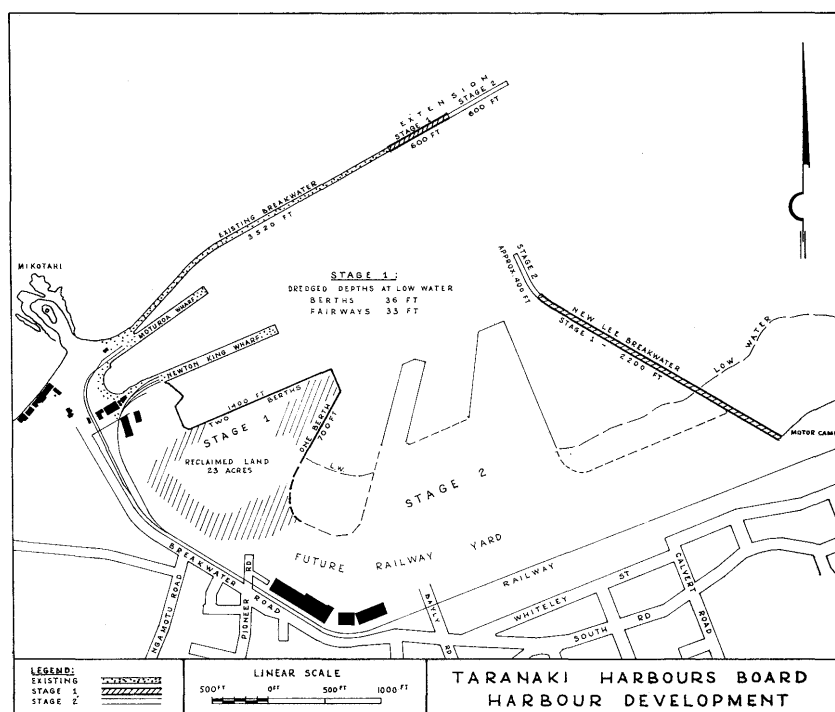 EXTENSION
STAGE 1
STAGE 2
600 FT
600 FT
EXISTING BREAKWATER
3520 FT
MIKOTAHI
STAGE 1:
DREDGED DEPTHS AT LOW WATER
BERTHS 36 FT
FAIRWAYS 33 FT
STAGE 2
APPROX. 400 FT
NEW LEE BREAKWATER
STAGE 1 - 2200 FT
LOW WATER
MOTOR CAMP
MOTUROA WHARF
NEWTON KING WHARF
1400 FT
TWO BERTHS
STAGE 1
ONE BERTH
700 FT
RECLAIMED LAND
23 ACRES
L.W.
STAGE 2
FUTURE RAILWAY YARD
BREAKWATER ROAD
NGAMOTU ROAD
PIONEER RD
BAYLY RD
RAILWAY
WHITELEY ST
SOUTH RD
CALVERT ROAD
LEGEND:
EXISTING
STAGE 1
STAGE 2
LINEAR SCALE
500 FT 0 FT 500 FT 1000 FT
TARANAKI HARBOURS BOARD
HARBOUR DEVELOPMENT